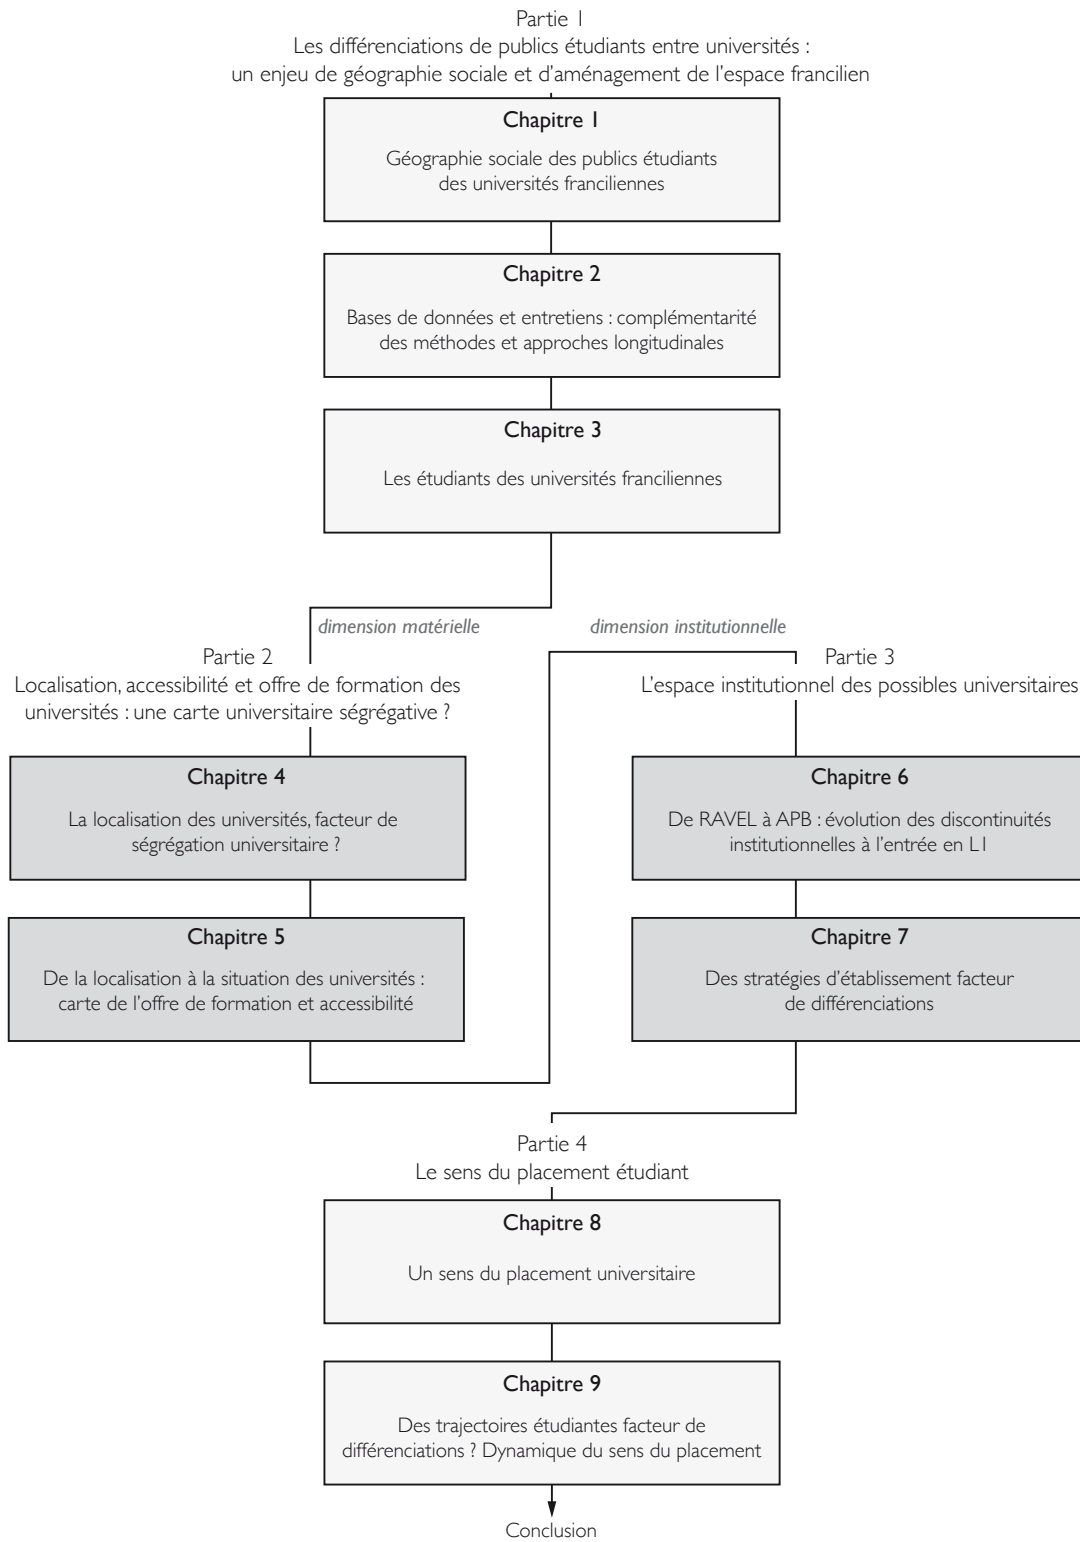 Partie 1
Les différenciations de publics étudiants entre universités :
un enjeu de géographie sociale et d'aménagement de l'espace francilien
Chapitre 1
Géographie sociale des publics étudiants
des universités franciliennes
Chapitre 2
Bases de données et entretiens : complémentarité
des méthodes et approches longitudinales
Chapitre 3
Les étudiants des universités franciliennes
dimension matérielle
Partie 2
Localisation, accessibilité et offre de formation des
universités : une carte universitaire ségrégative ?
Chapitre 4
La localisation des universités, facteur de
ségrégation universitaire ?
Chapitre 5
De la localisation à la situation des universités :
carte de l'offre de formation et accessibilité
dimension institutionnelle
Partie 3
L'espace institutionnel des possibles universitaires
Chapitre 6
De RAVEL à APB : évolution des discontinuités
institutionnelles à l'entrée en L1
Chapitre 7
Des stratégies d'établissement facteur
de différenciations
Partie 4
Le sens du placement étudiant
Chapitre 8
Un sens du placement universitaire
Chapitre 9
Des trajectoires étudiantes facteur de
différenciations ? Dynamique du sens du placement
Conclusion